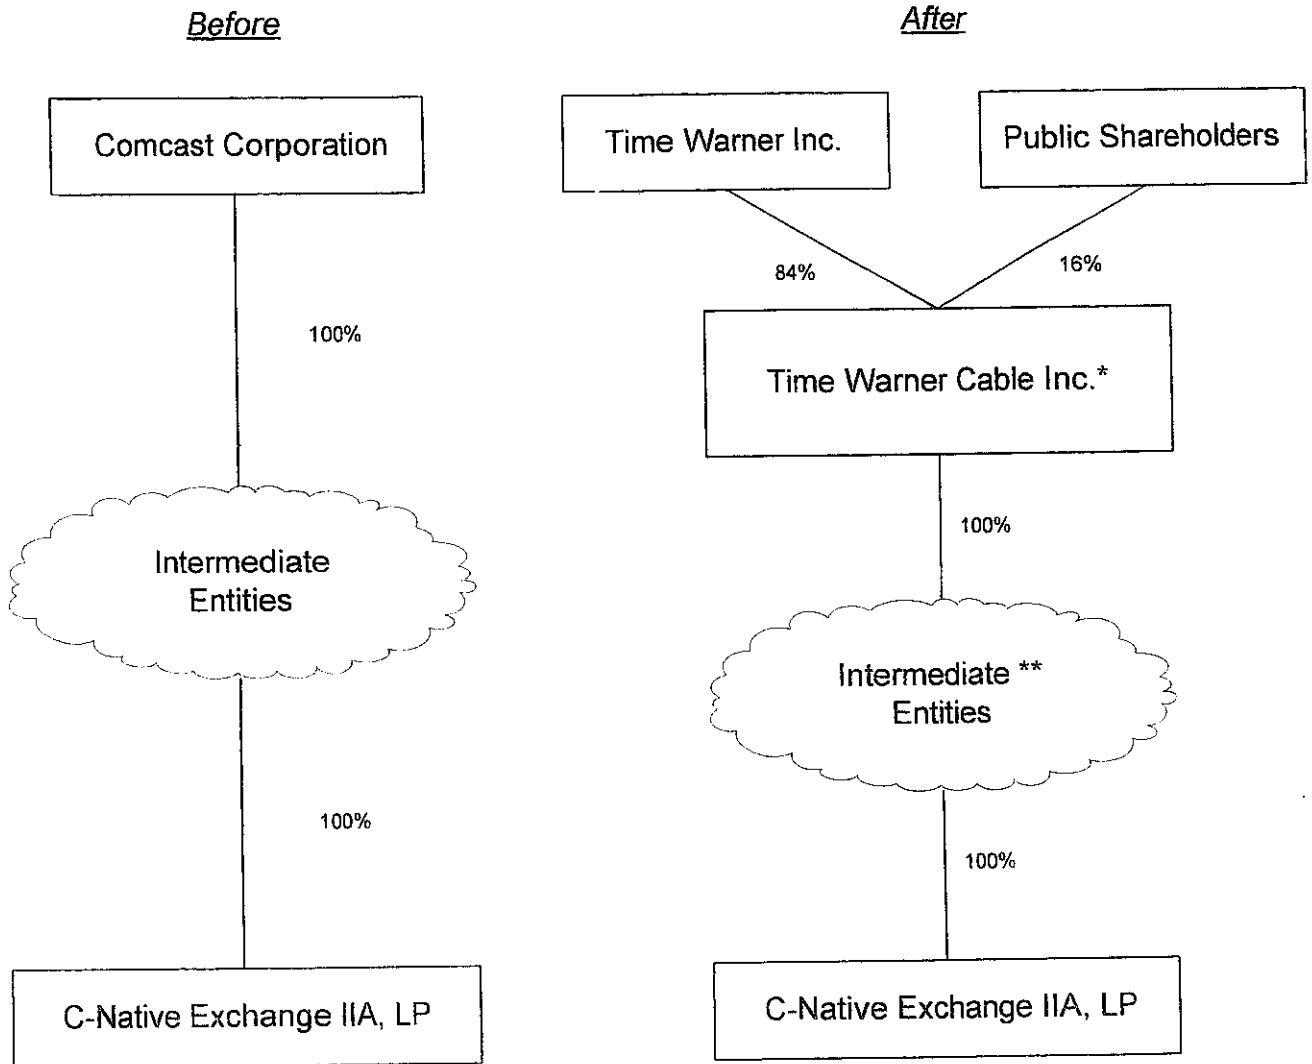 Before
Comcast Corporation
100%
Intermediate
Entities
100%
C-Native Exchange IIA, LP
After
Time Warner Inc.
Public Shareholders
84%
16%
Time Warner Cable Inc.*
100%
Intermediate **
Entities
100%
C-Native Exchange IIA, LP